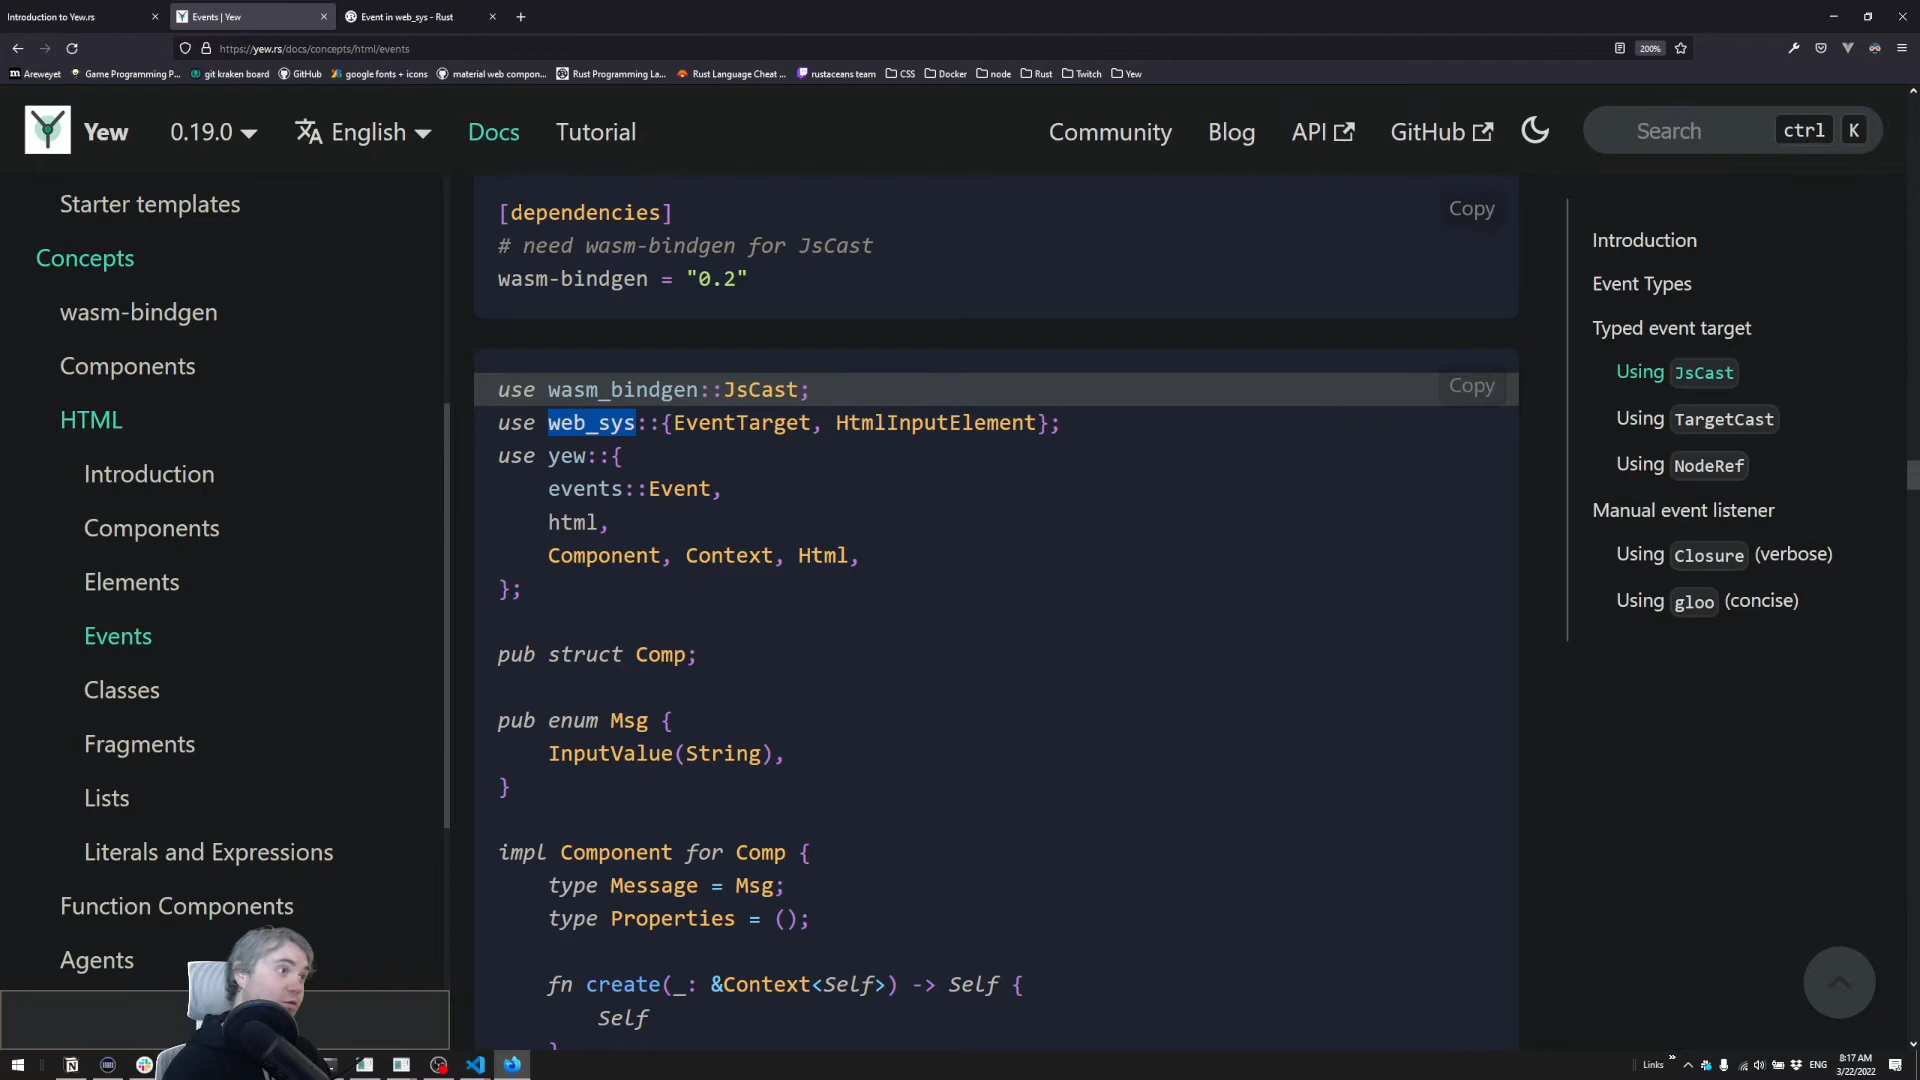 Introduction to Yew.rs
Events | Yew
Event in web_sys - Rust
https://yew.rs/docs/concepts/html/events
200%
Areweyet
Game Programming P...
git kraken board
GitHub
google fonts + icons
material web compon...
Rust Programming La...
Rust Language Cheat ...
rustaceans team
CSS
Docker
node
Rust
Twitch
Yew
Yew
0.19.0
English
Docs
Tutorial
Community
Blog
API
GitHub
Search
ctrl
K
Starter templates
Concepts
wasm-bindgen
Components
HTML
Introduction
Components
Elements
Events
Classes
Fragments
Lists
Literals and Expressions
Function Components
Agents
[dependencies]
Copy
# need wasm-bindgen for JsCast
wasm-bindgen = "0.2"
use wasm_bindgen::JsCast;
Copy
use web_sys::{EventTarget, HtmlInputElement};
use yew::{
events::Event,
html,
Component, Context, Html,
};
pub struct Comp;
pub enum Msg {
InputValue(String),
}
impl Component for Comp {
type Message = Msg;
type Properties = ();
fn create(_: &Context<Self>) -> Self {
Self
}
Introduction
Event Types
Typed event target
Using JsCast
Using TargetCast
Using NodeRef
Manual event listener
Using Closure (verbose)
Using gloo (concise)
Links
ENG
8:17 AM
3/22/2022